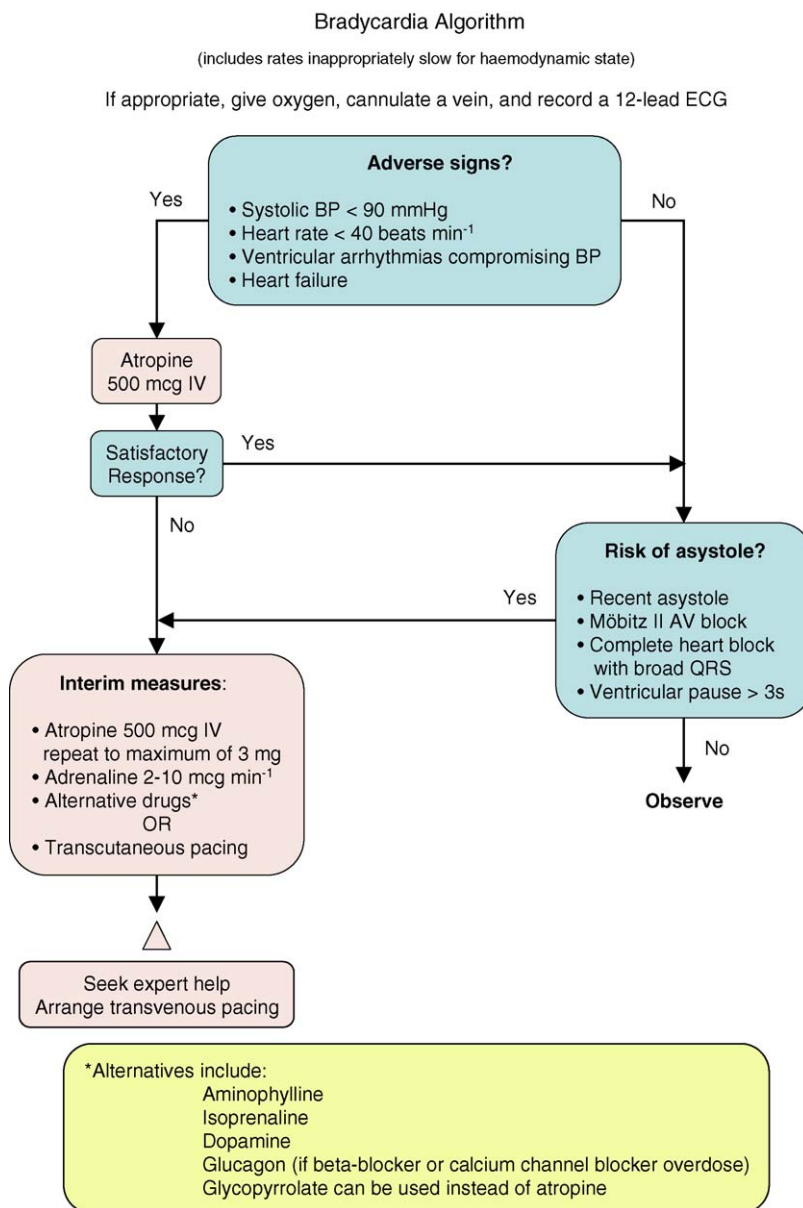 Bradycardia Algorithm
(includes rates inappropriately slow for haemodynamic state)
If appropriate, give oxygen, cannulate a vein, and record a 12-lead ECG
Adverse signs?
• Systolic BP < 90 mmHg
• Heart rate < 40 beats min⁻¹
• Ventricular arrhythmias compromising BP
• Heart failure
Yes
No
Atropine
500 mcg IV
Satisfactory
Response?
Yes
No
Risk of asystole?
• Recent asystole
• Möbitz II AV block
• Complete heart block
with broad QRS
• Ventricular pause > 3s
Yes
No
Observe
Interim measures:
• Atropine 500 mcg IV
repeat to maximum of 3 mg
• Adrenaline 2-10 mcg min⁻¹
• Alternative drugs*
OR
• Transcutaneous pacing
Seek expert help
Arrange transvenous pacing
*Alternatives include:
Aminophylline
Isoprenaline
Dopamine
Glucagon (if beta-blocker or calcium channel blocker overdose)
Glycopyrrolate can be used instead of atropine